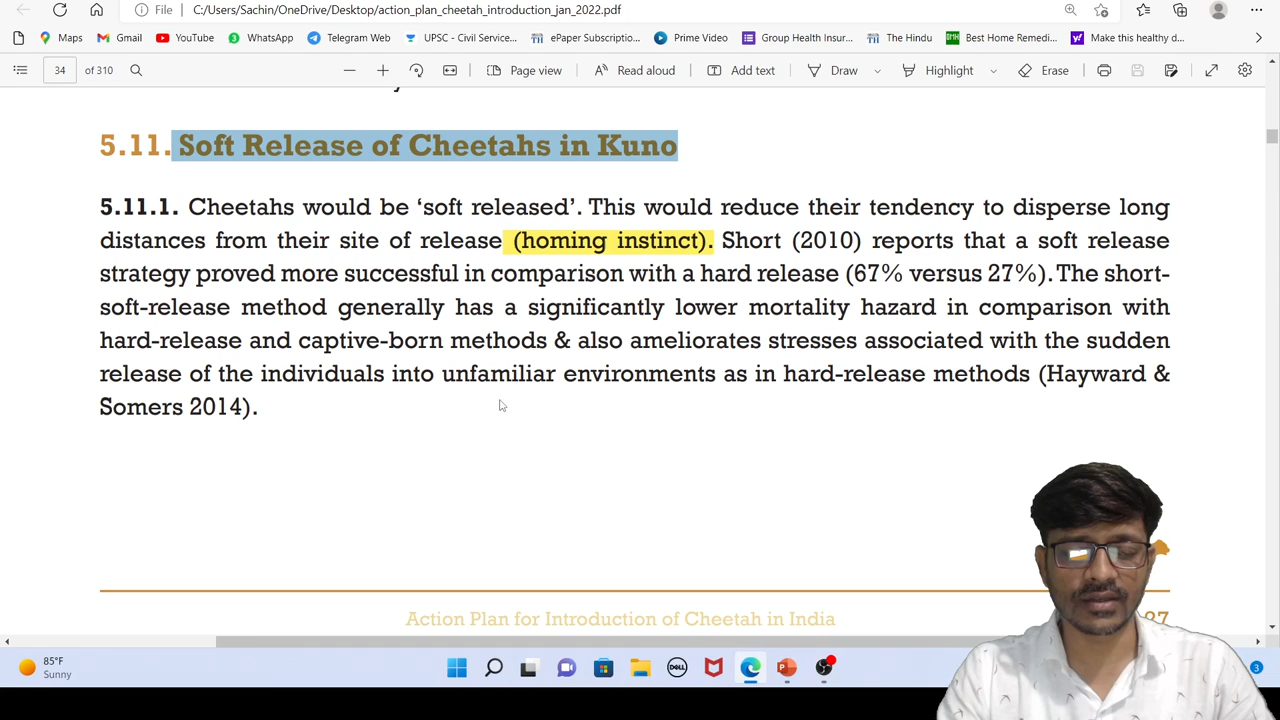 File C:/Users/Sachin/OneDrive/Desktop/action_plan_cheetah_introduction_jan_2022.pdf
Maps Gmail YouTube WhatsApp Telegram Web UPSC - Civil Service... ePaper Subscriptio... Prime Video Group Health Insur... The Hindu Best Home Remedi... Make this healthy d...
34 of 310 Page view Read aloud Add text Draw Highlight Erase
5.11. Soft Release of Cheetahs in Kuno
5.11.1. Cheetahs would be ‘soft released’. This would reduce their tendency to disperse long
distances from their site of release (homing instinct). Short (2010) reports that a soft release
strategy proved more successful in comparison with a hard release (67% versus 27%). The short-
soft-release method generally has a significantly lower mortality hazard in comparison with
hard-release and captive-born methods & also ameliorates stresses associated with the sudden
release of the individuals into unfamiliar environments as in hard-release methods (Hayward &
Somers 2014).
Action Plan for Introduction of Cheetah in India 27
85°F
Sunny
DELL
3